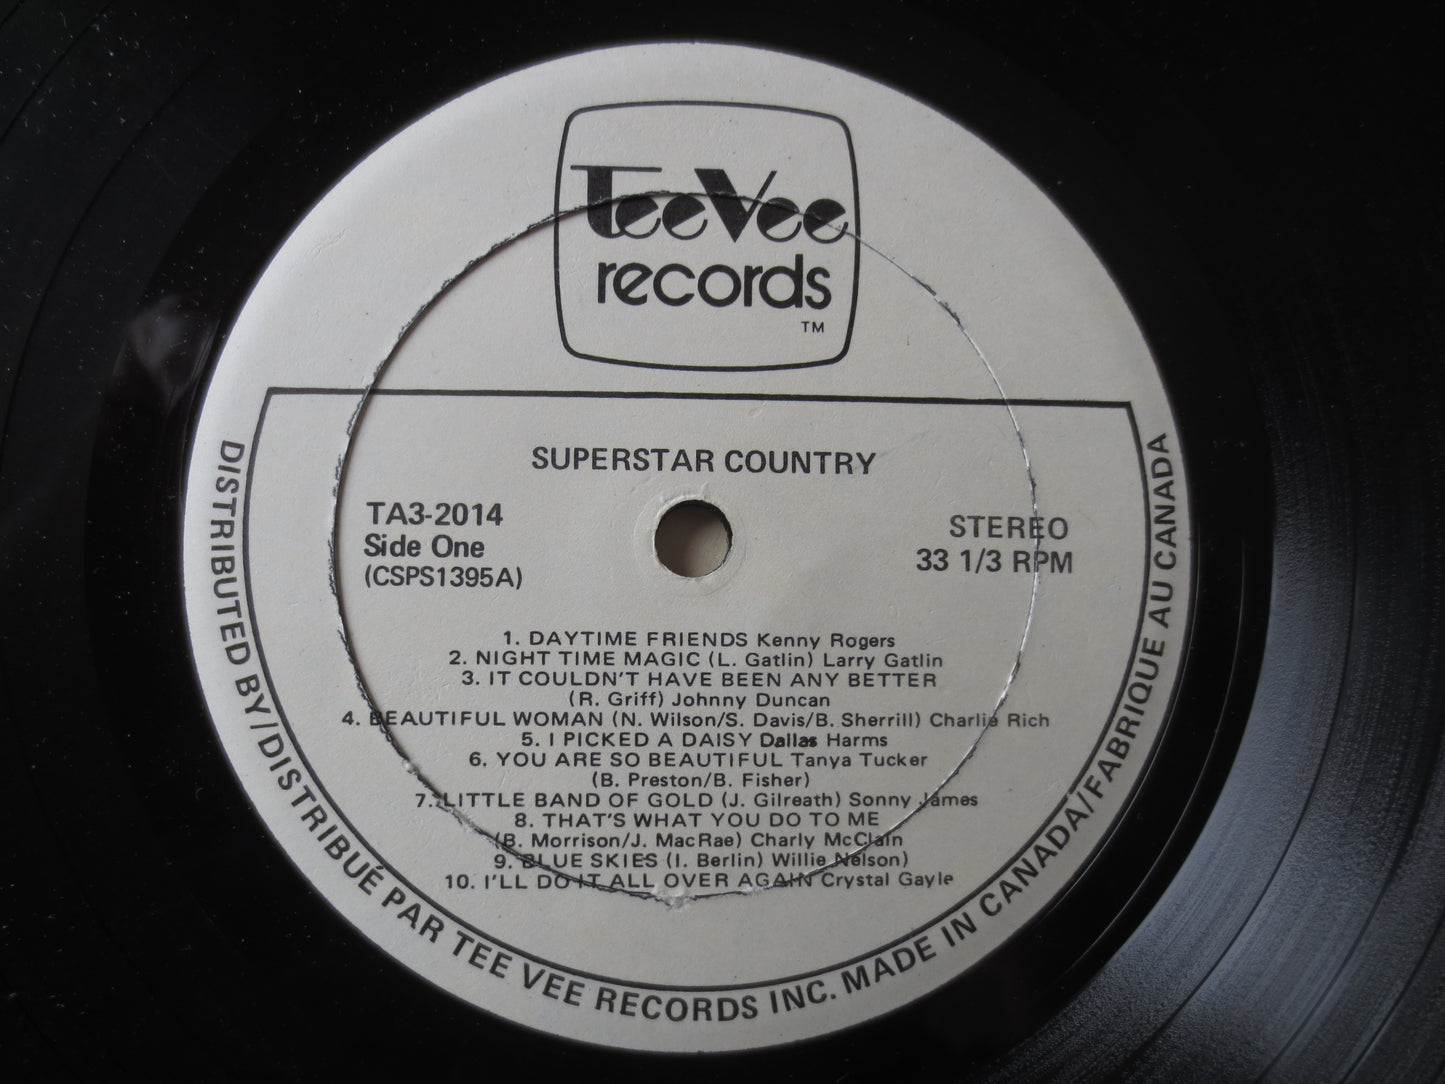 TeeVee
records
TM
SUPERSTAR COUNTRY
TA3-2014
Side One
(CSPS1395A)
STEREO
33 1/3 RPM
1. DAYTIME FRIENDS Kenny Rogers
2. NIGHT TIME MAGIC (L. Gatlin) Larry Gatlin
3. IT COULDN'T HAVE BEEN ANY BETTER
(R. Griff) Johnny Duncan
4. BEAUTIFUL WOMAN (N. Wilson/S. Davis/B. Sherrill) Charlie Rich
5. I PICKED A DAISY Dallas Harms
6. YOU ARE SO BEAUTIFUL Tanya Tucker
(B. Preston/B. Fisher)
7. LITTLE BAND OF GOLD (J. Gilreath) Sonny James
8. THAT'S WHAT YOU DO TO ME
(B. Morrison/J. MacRae) Charly McClain
9. BLUE SKIES (I. Berlin) Willie Nelson)
10. I'LL DO IT ALL OVER AGAIN Crystal Gayle
DISTRIBUTED BY/DISTRIBUÉ PAR TEE VEE RECORDS INC. MADE IN CANADA/FABRIQUE AU CANADA